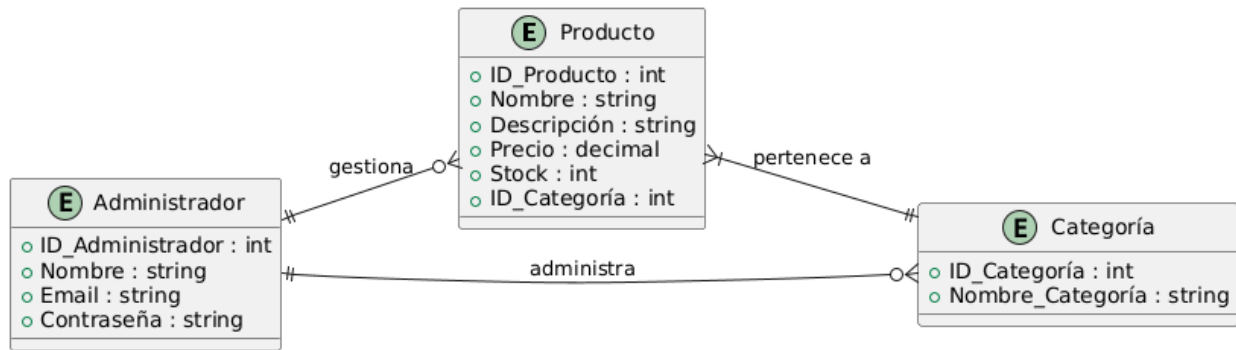 E Producto
ID_Producto : int
Nombre : string
Descripción : string
Precio : decimal
Stock : int
ID_Categoría : int
gestiona
pertenece a
E Administrador
ID_Administrador : int
Nombre : string
Email : string
Contraseña : string
administra
E Categoría
ID_Categoría : int
Nombre_Categoría : string